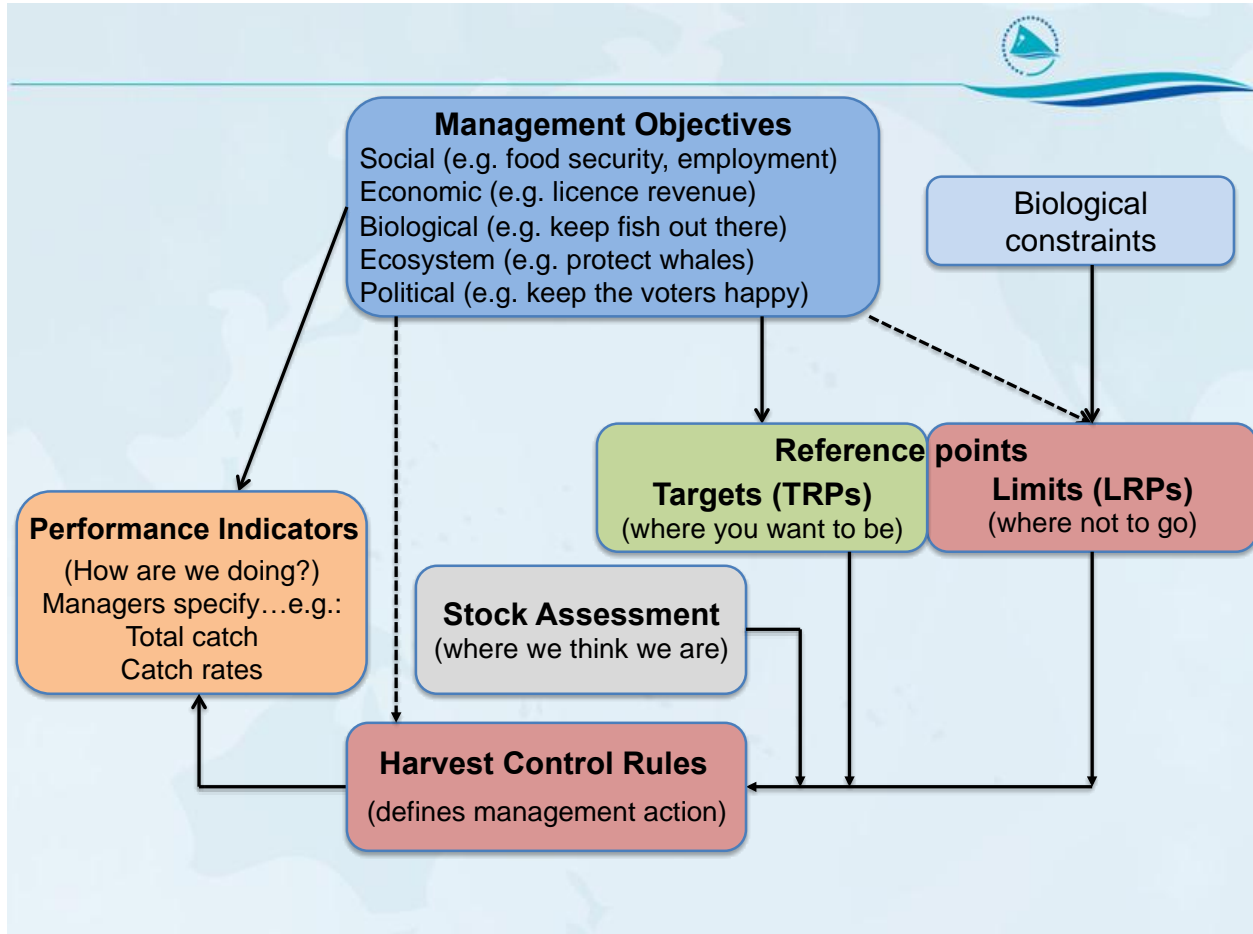 Management Objectives
Social (e.g. food security, employment)
Economic (e.g. licence revenue)
Biological (e.g. keep fish out there)
Ecosystem (e.g. protect whales)
Political (e.g. keep the voters happy)
Biological
constraints
Reference points
Targets (TRPs)
(where you want to be)
Limits (LRPs)
(where not to go)
Performance Indicators
(How are we doing?)
Managers specify…e.g.:
Total catch
Catch rates
Stock Assessment
(where we think we are)
Harvest Control Rules
(defines management action)